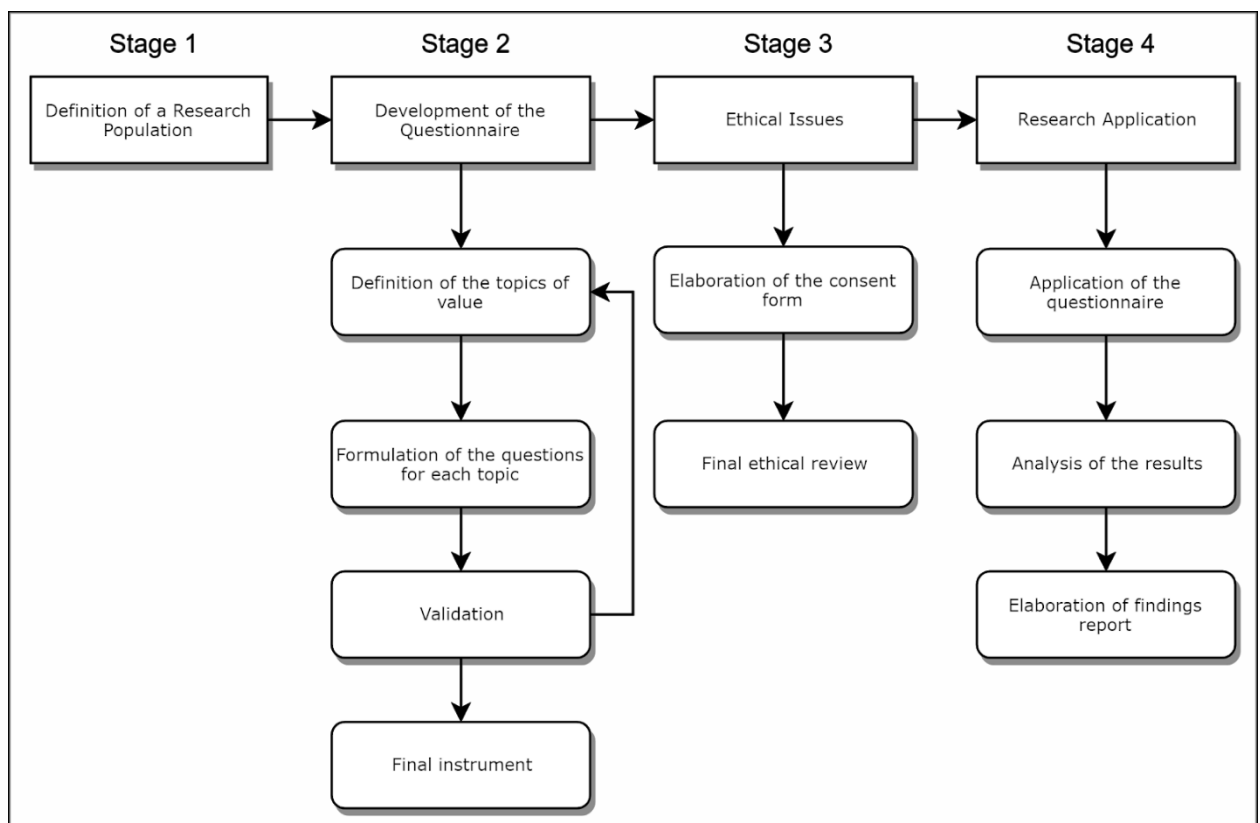 Stage 1
Stage 2
Stage 3
Stage 4
Definition of a Research
Population
Development of the
Questionnaire
Ethical Issues
Research Application
Definition of the topics of
value
Elaboration of the consent
form
Application of the
questionnaire
Formulation of the questions
for each topic
Final ethical review
Analysis of the results
Validation
Elaboration of findings
report
Final instrument